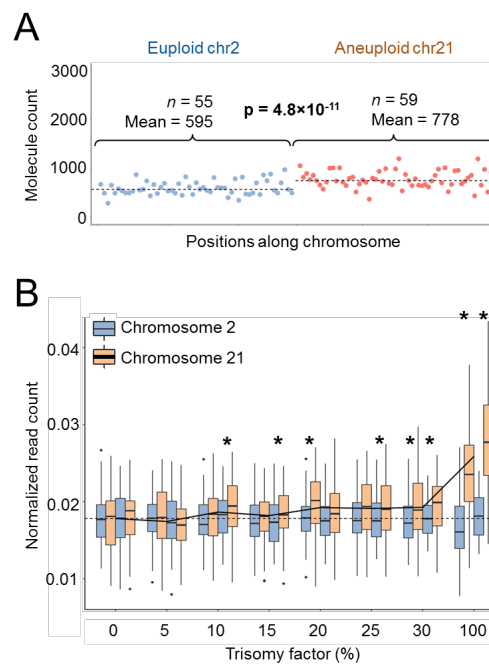 A
Euploid chr2
Aneuploid chr21
3000
2000
1000
0
Molecule count
n = 55
Mean = 595
p = 4.8×10⁻¹¹
n = 59
Mean = 778
Positions along chromosome
B
Chromosome 2
Chromosome 21
* *
* * * * * *
0.04
0.03
0.02
0.01
Normalized read count
0 5 10 15 20 25 30 100
Trisomy factor (%)